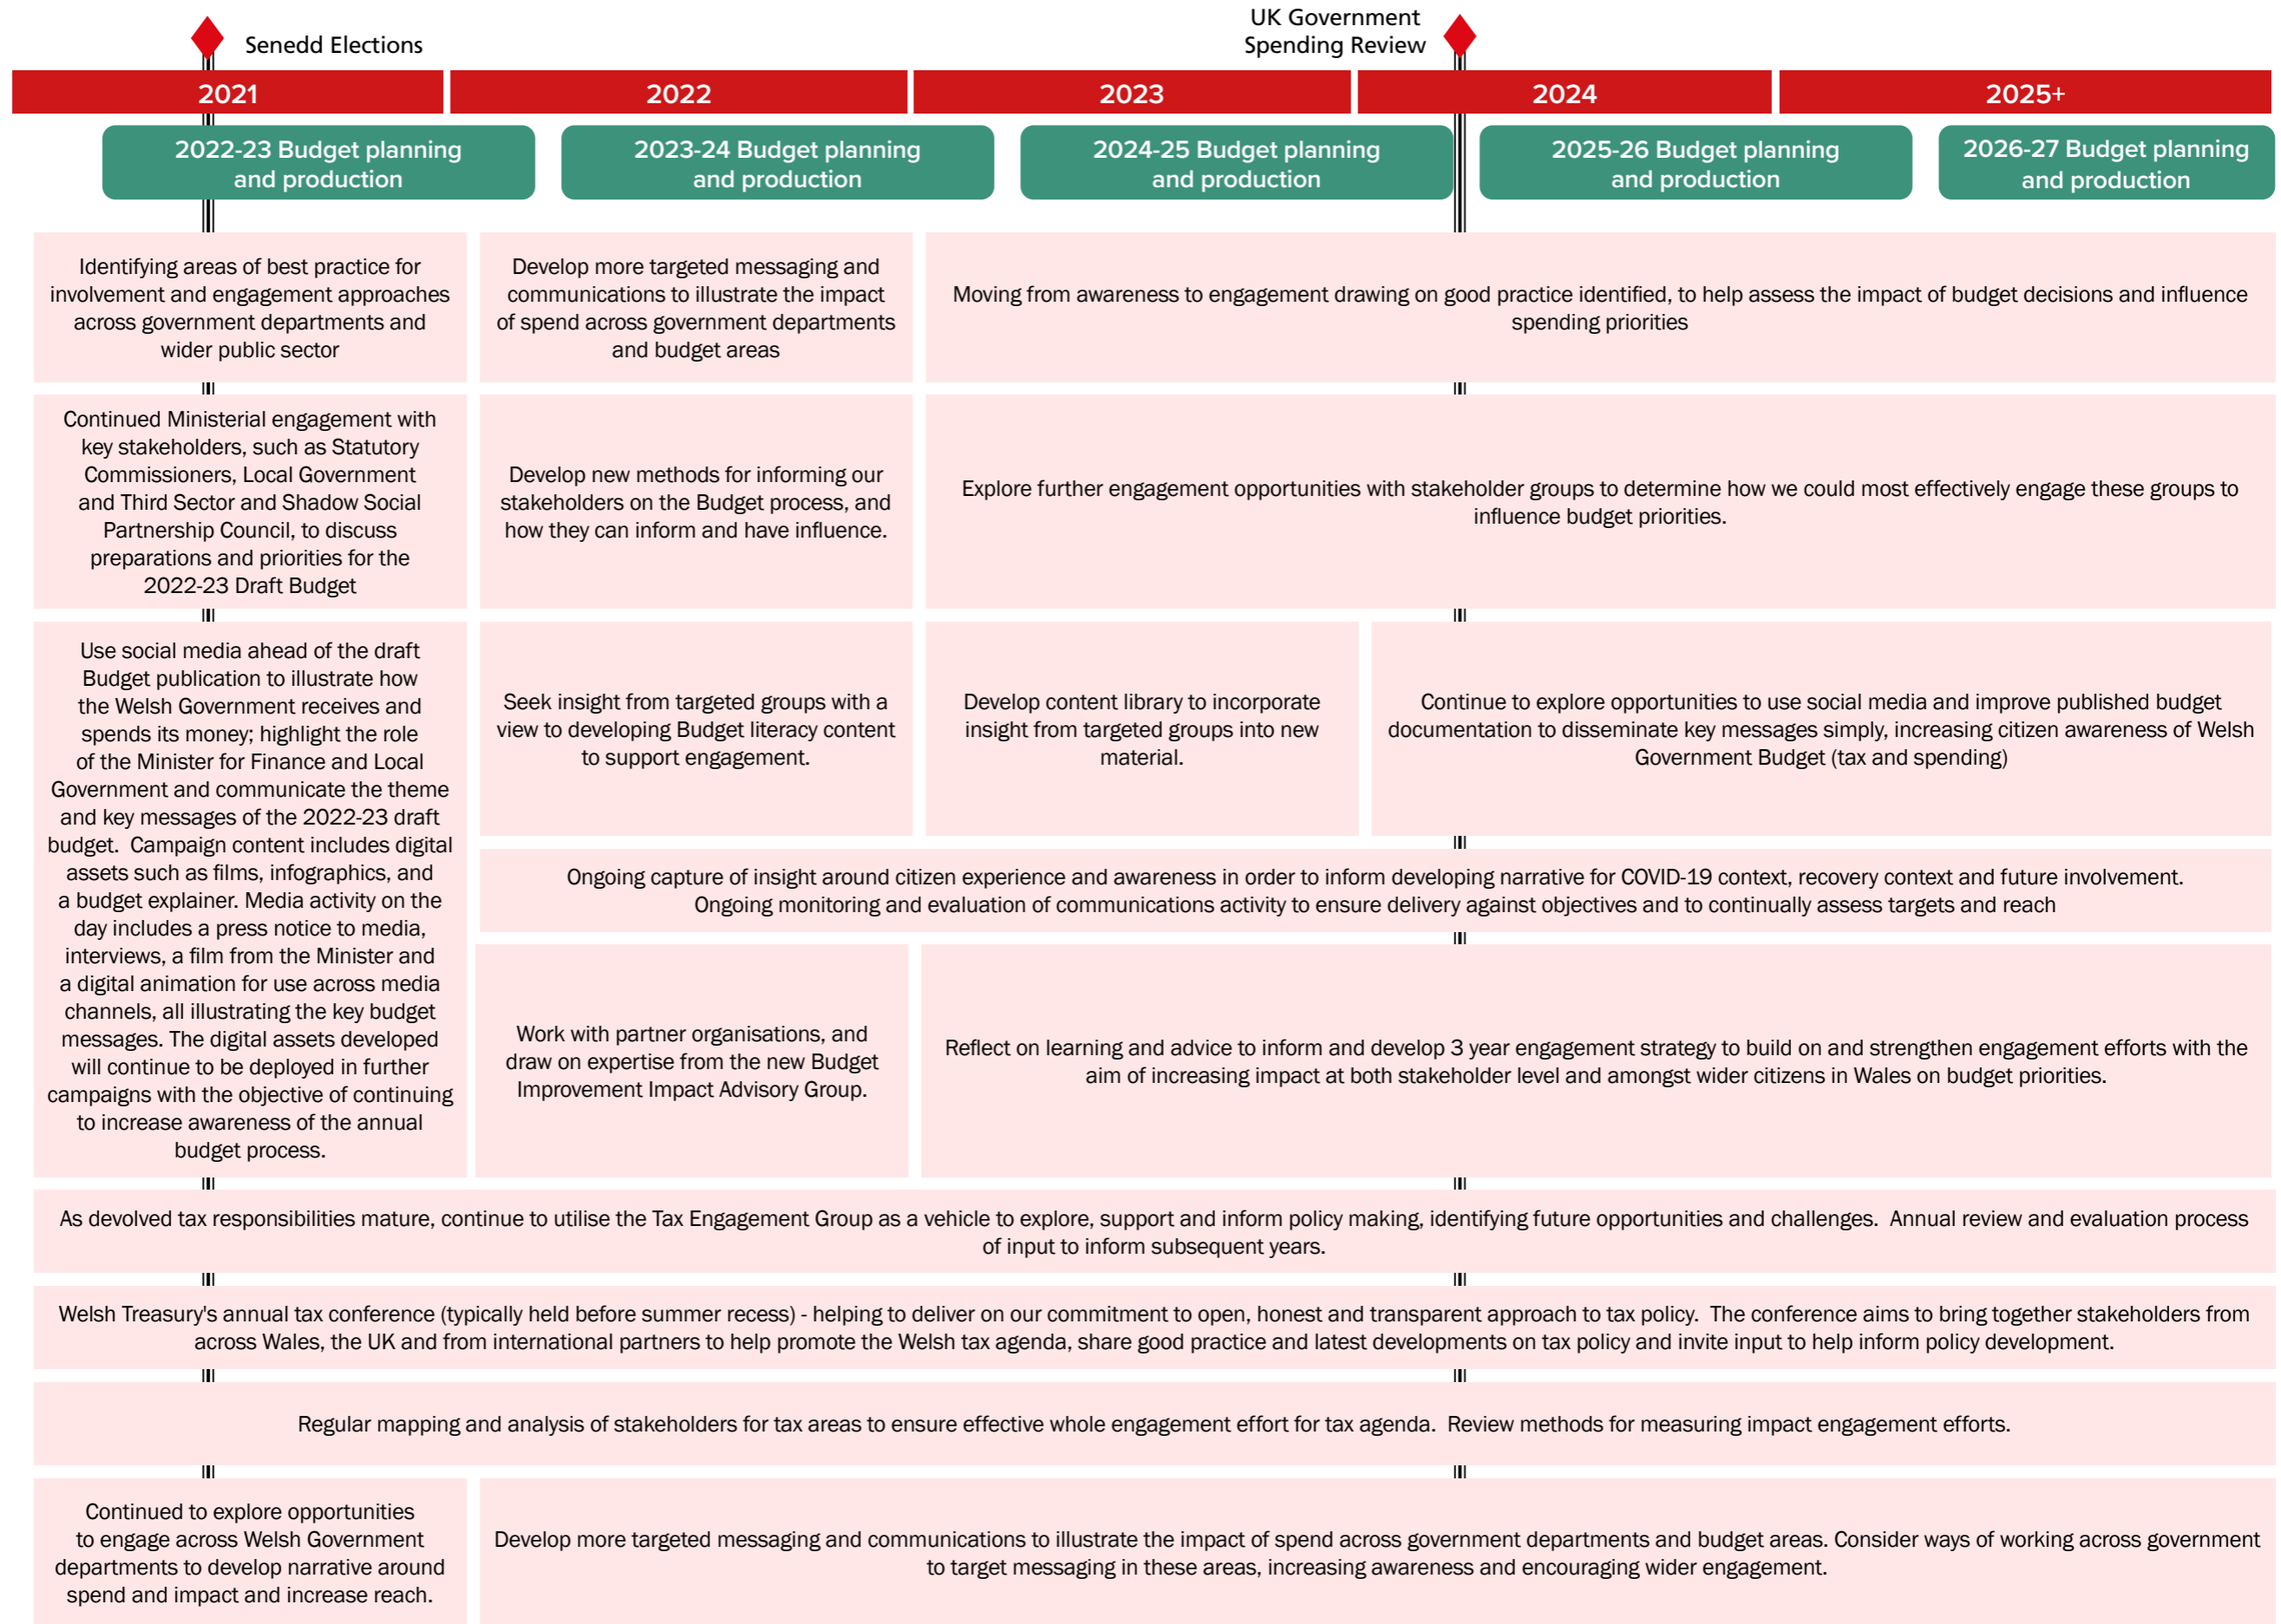 Senedd Elections
UK Government
Spending Review
2021
2022
2023
2024
2025+
2022-23 Budget planning
and production
2023-24 Budget planning
and production
2024-25 Budget planning
and production
2025-26 Budget planning
and production
2026-27 Budget planning
and production
Identifying areas of best practice for
involvement and engagement approaches
across government departments and
wider public sector
Develop more targeted messaging and
communications to illustrate the impact
of spend across government departments
and budget areas
Moving from awareness to engagement drawing on good practice identified, to help assess the impact of budget decisions and influence
spending priorities
Continued Ministerial engagement with
key stakeholders, such as Statutory
Commissioners, Local Government
and Third Sector and Shadow Social
Partnership Council, to discuss
preparations and priorities for the
2022-23 Draft Budget
Develop new methods for informing our
stakeholders on the Budget process, and
how they can inform and have influence.
Explore further engagement opportunities with stakeholder groups to determine how we could most effectively engage these groups to
influence budget priorities.
Use social media ahead of the draft
Budget publication to illustrate how
the Welsh Government receives and
spends its money; highlight the role
of the Minister for Finance and Local
Government and communicate the theme
and key messages of the 2022-23 draft
budget.  Campaign content includes digital
assets such as films, infographics, and
a budget explainer. Media activity on the
day includes a press notice to media,
interviews, a film from the Minister and
a digital animation for use across media
channels, all illustrating the key budget
messages. The digital assets developed
will continue to be deployed in further
campaigns with the objective of continuing
to increase awareness of the annual
budget process.
Seek insight from targeted groups with a
view to developing Budget literacy content
to support engagement.
Develop content library to incorporate
insight from targeted groups into new
material.
Continue to explore opportunities to use social media and improve published budget
documentation to disseminate key messages simply, increasing citizen awareness of Welsh
Government Budget (tax and spending)
Ongoing capture of insight around citizen experience and awareness in order to inform developing narrative for COVID-19 context, recovery context and future involvement.
Ongoing monitoring and evaluation of communications activity to ensure delivery against objectives and to continually assess targets and reach
Work with partner organisations, and
draw on expertise from the new Budget
Improvement Impact Advisory Group.
Reflect on learning and advice to inform and develop 3 year engagement strategy to build on and strengthen engagement efforts with the
aim of increasing impact at both stakeholder level and amongst wider citizens in Wales on budget priorities.
As devolved tax responsibilities mature, continue to utilise the Tax Engagement Group as a vehicle to explore, support and inform policy making, identifying future opportunities and challenges.  Annual review and evaluation process
of input to inform subsequent years.
Welsh Treasury's annual tax conference (typically held before summer recess) - helping to deliver on our commitment to open, honest and transparent approach to tax policy.  The conference aims to bring together stakeholders from
across Wales, the UK and from international partners to help promote the Welsh tax agenda, share good practice and latest developments on tax policy and invite input to help inform policy development.
Regular mapping and analysis of stakeholders for tax areas to ensure effective whole engagement effort for tax agenda.  Review methods for measuring impact engagement efforts.
Continued to explore opportunities
to engage across Welsh Government
departments to develop narrative around
spend and impact and increase reach.
Develop more targeted messaging and communications to illustrate the impact of spend across government departments and budget areas. Consider ways of working across government
to target messaging in these areas, increasing awareness and encouraging wider engagement.